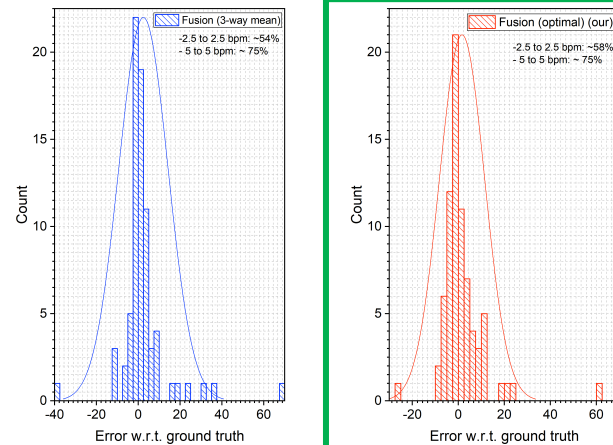 Fusion (3-way mean)
-2.5 to 2.5 bpm: ~54%
- 5 to 5 bpm: ~ 75%
20
15
10
5
0
Count
-40
0
40
60
Error w.r.t. ground truth
Fusion (optimal) (our)
-2.5 to 2.5 bpm: ~58%
- 5 to 5 bpm: ~ 75%
20
15
10
5
0
Count
-20
0
20
40
60
Error w.r.t. ground truth